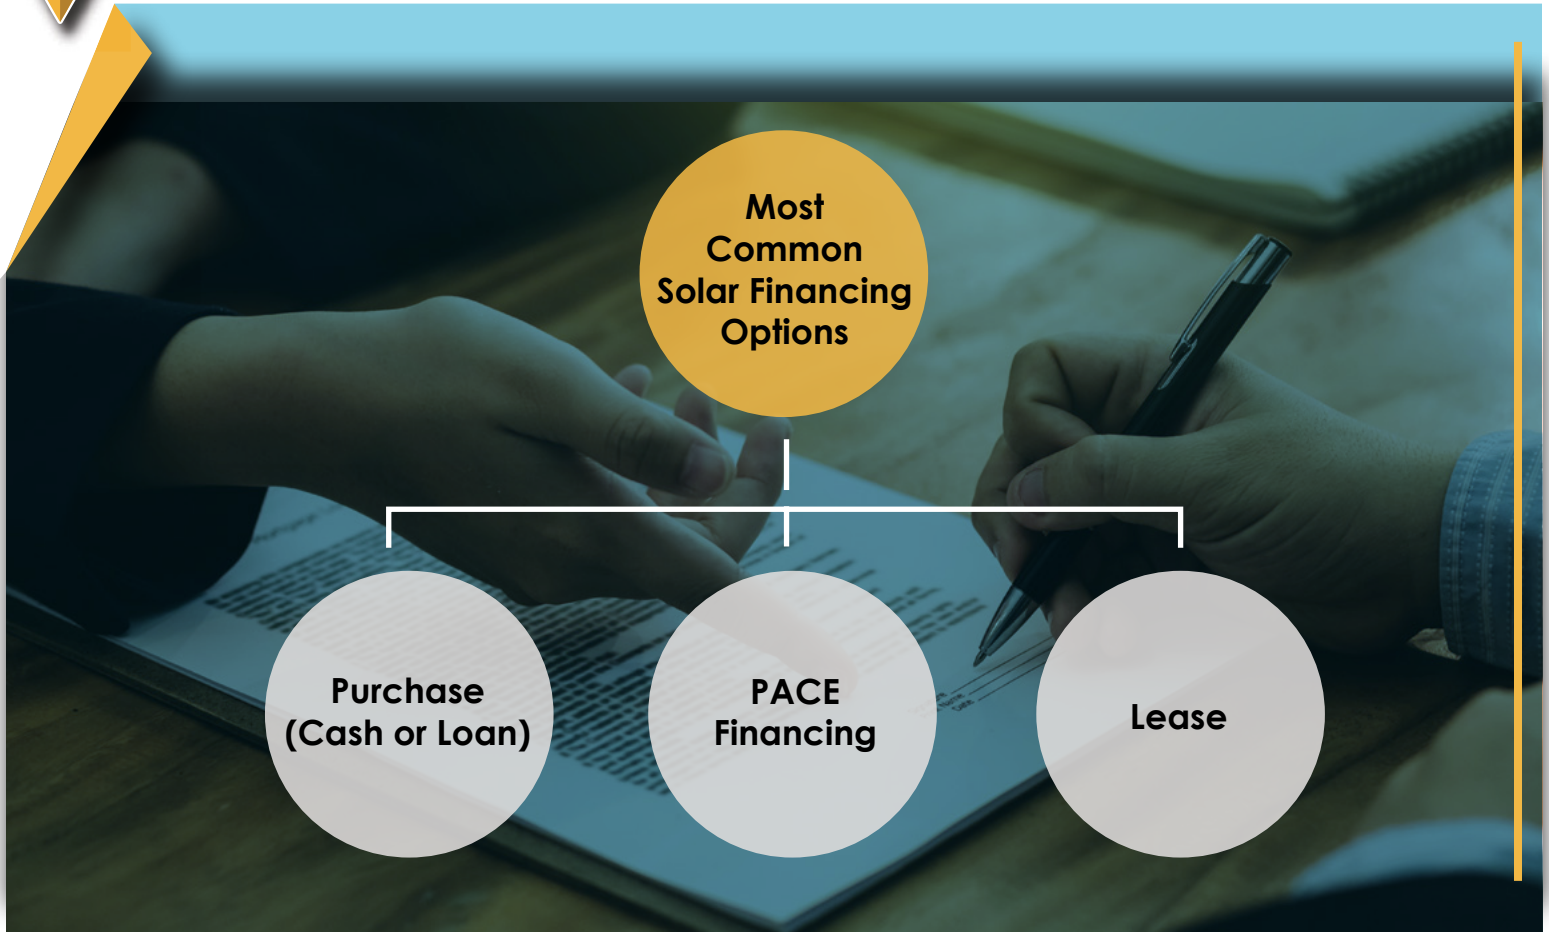 Most
Common
Solar Financing
Options
Purchase
(Cash or Loan)
PACE
Financing
Lease